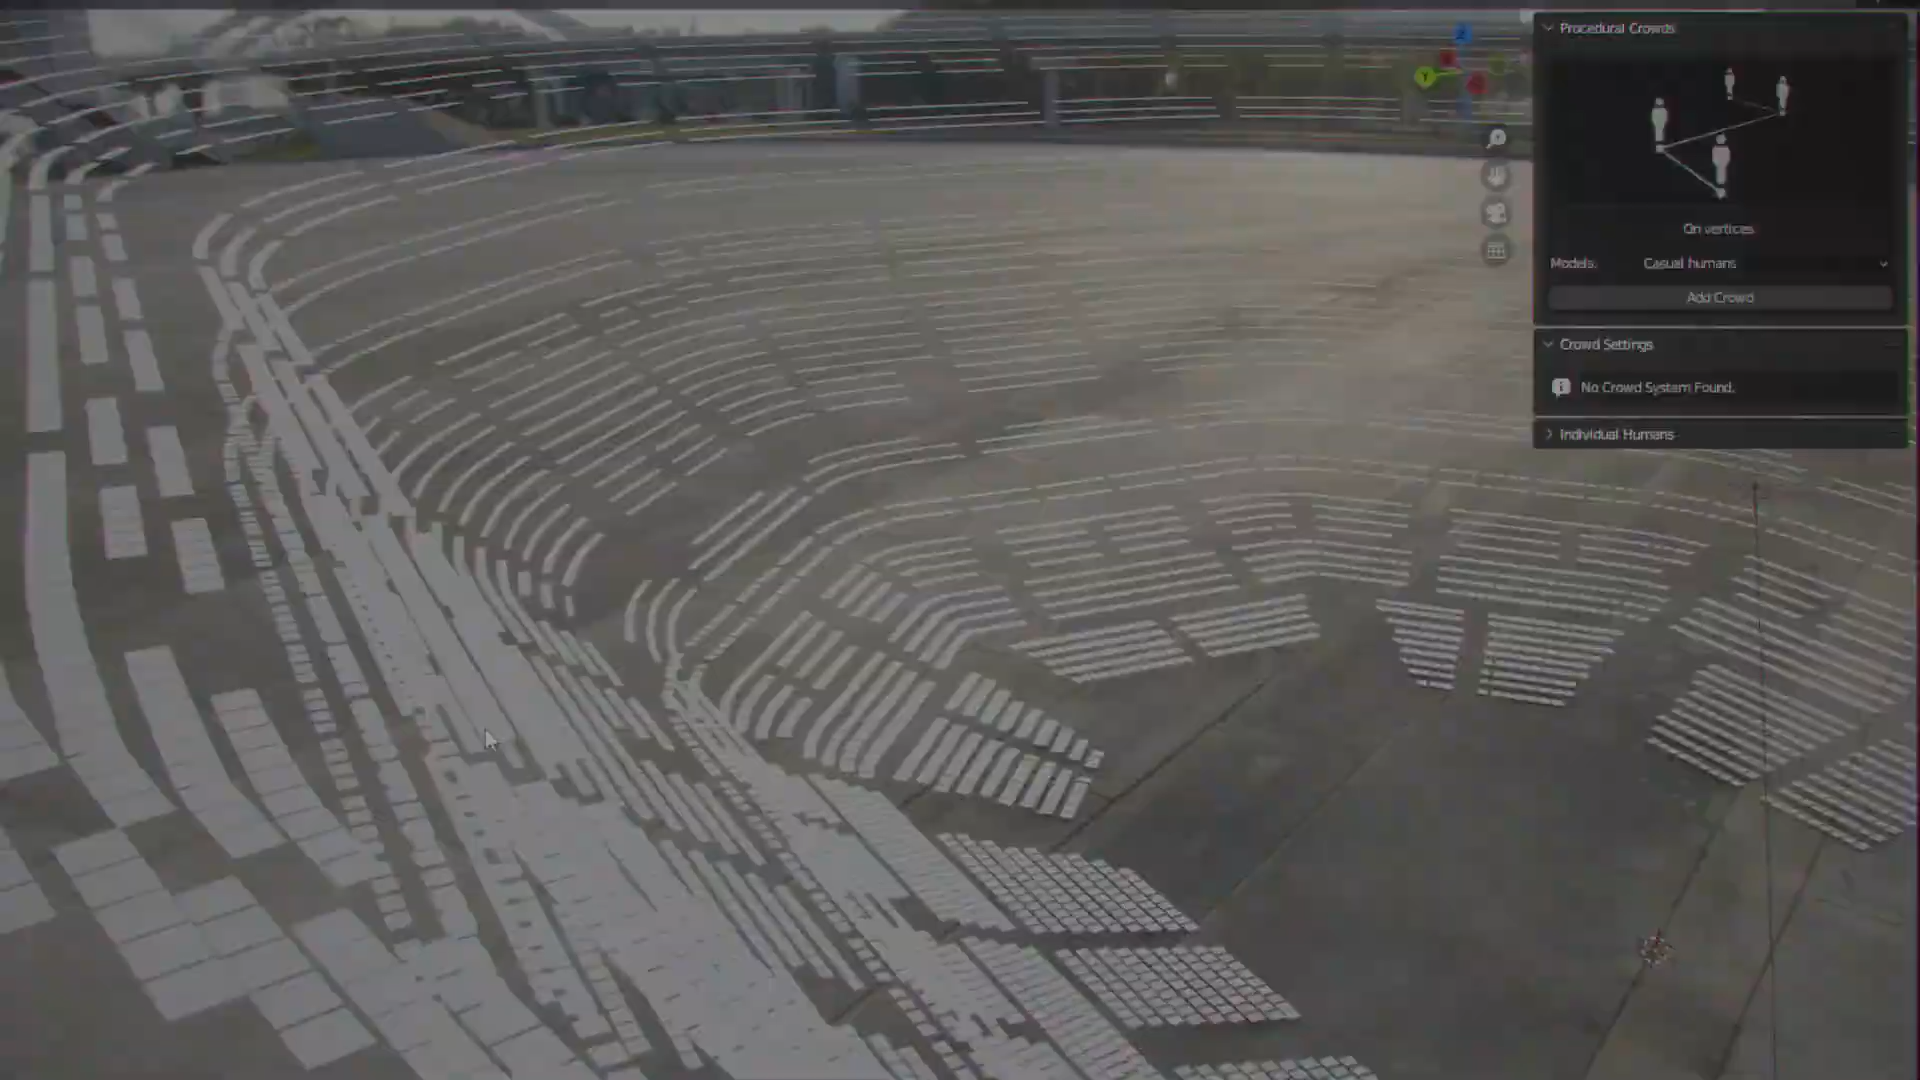 Procedural Crowds
Z
Y
On vertices
Models:
Casual humans
Add Crowd
Crowd Settings
No Crowd System Found.
Individual Humans